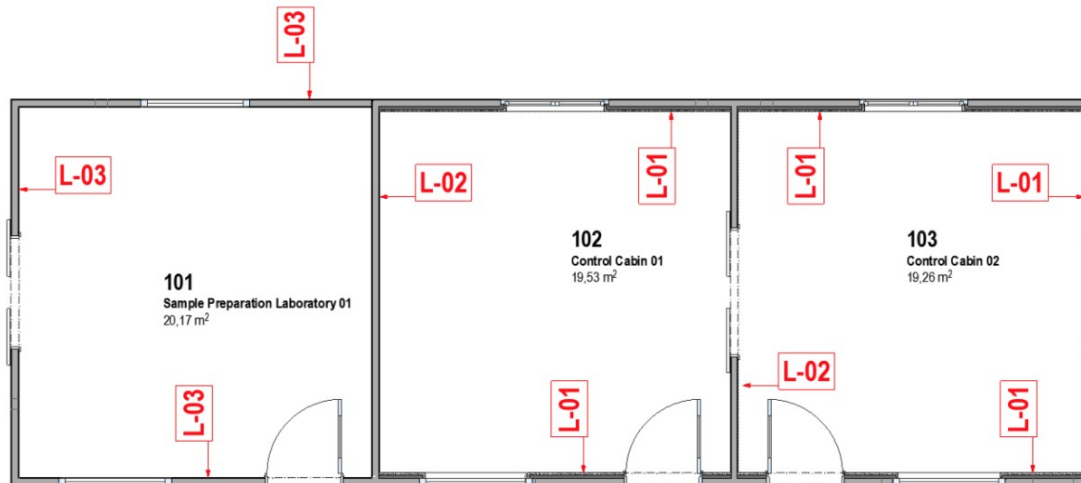 L-03
L-03
L-02
L-01
L-01
L-01
102
Control Cabin 01
19,53 m²
103
Control Cabin 02
19,26 m²
101
Sample Preparation Laboratory 01
20,17 m²
L-02
L-03
L-01
L-01